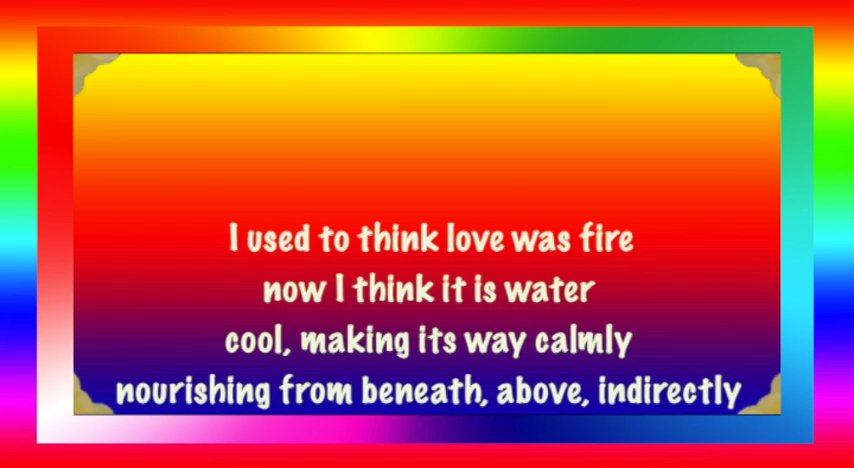 I used to think love was fire
now I think it is water
cool, making its way calmly
nourishing from beneath, above, indirectly